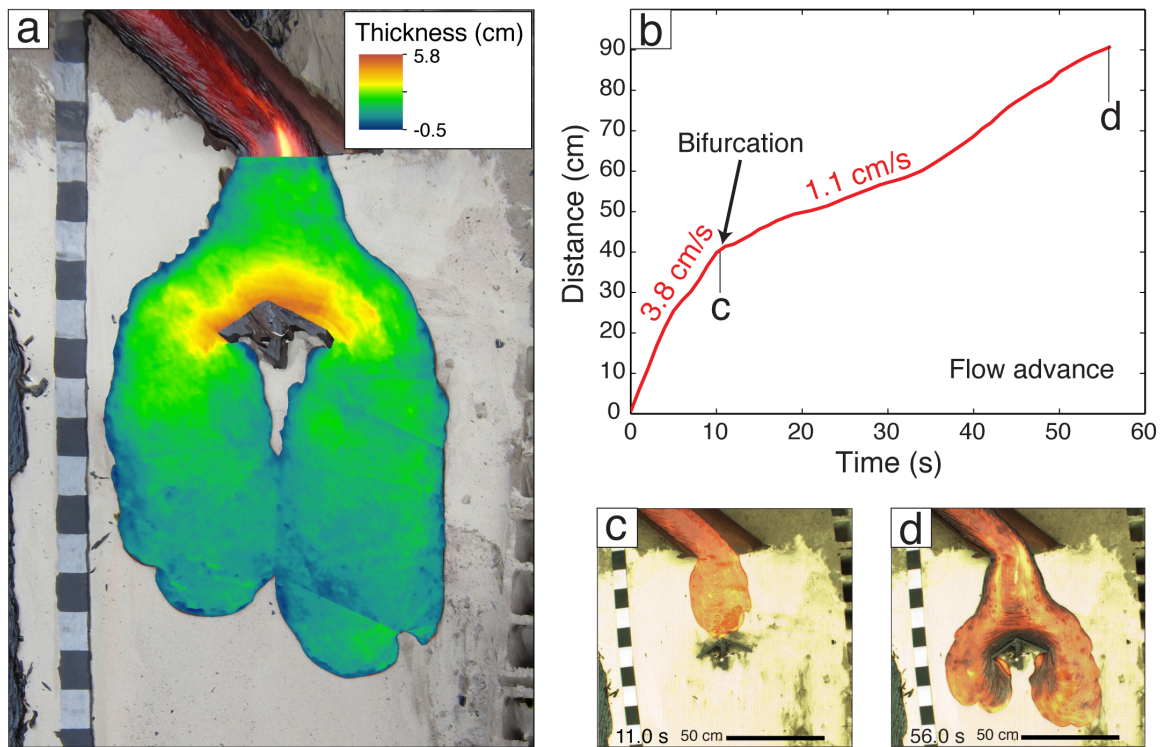 a
Thickness (cm)
5.8
-0.5
b
Distance (cm)
90
80
70
60
50
40
30
20
10
0
Bifurcation
3.8 cm/s
1.1 cm/s
c
d
Flow advance
0
10
20
30
40
50
60
Time (s)
c
11.0 s
50 cm
d
56.0 s
50 cm